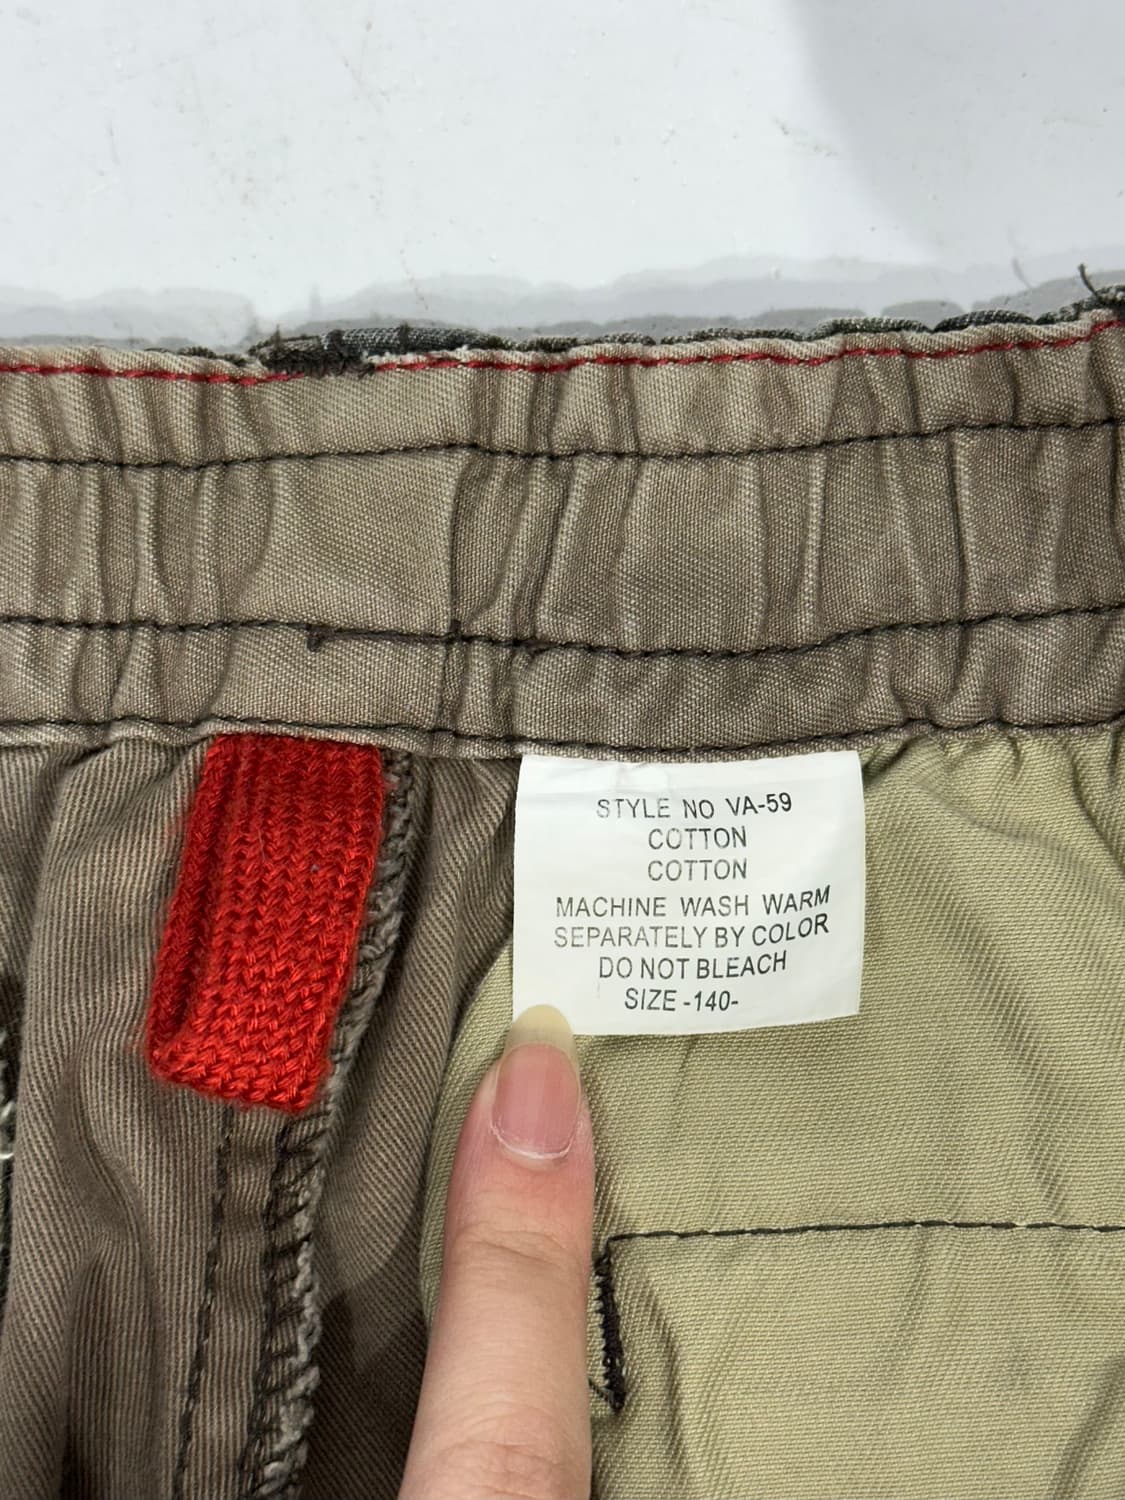 STYLE NO VA-59
COTTON
COTTON
MACHINE WASH WARM
SEPARATELY BY COLOR
DO NOT BLEACH
SIZE -140-